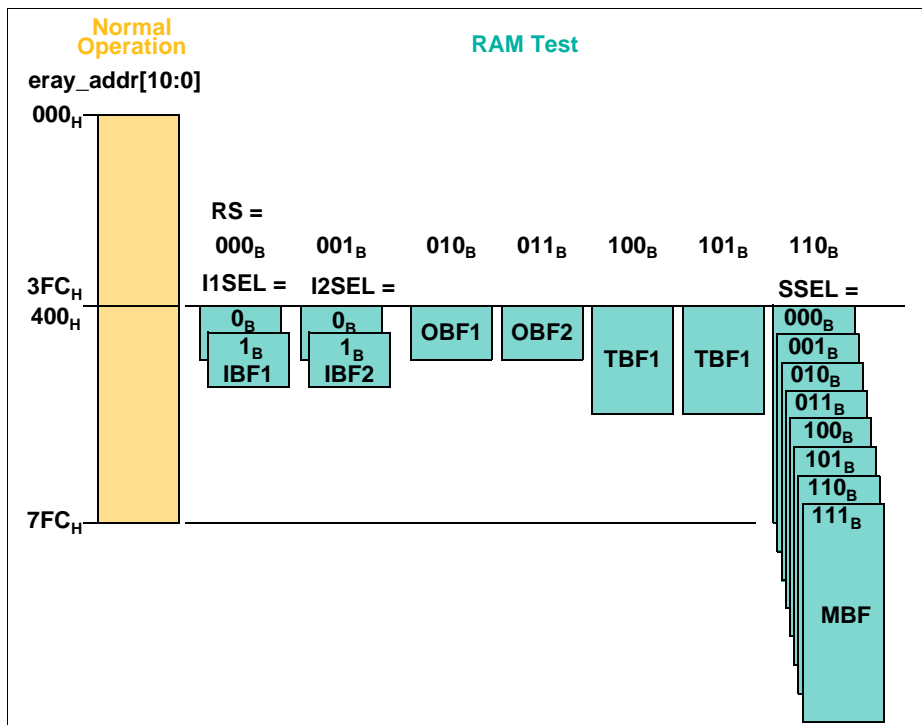 Normal
Operation
RAM Test
eray_addr[10:0]
000H
RS =
000B 001B 010B 011B 100B 101B 110B
I1SEL = I2SEL = SSEL =
3FCH
400H
0B 0B 000B
1B 1B 001B
IBF1 IBF2 OBF1 OBF2 TBF1 TBF1 010B
011B
100B
101B
110B
7FCH 111B
MBF